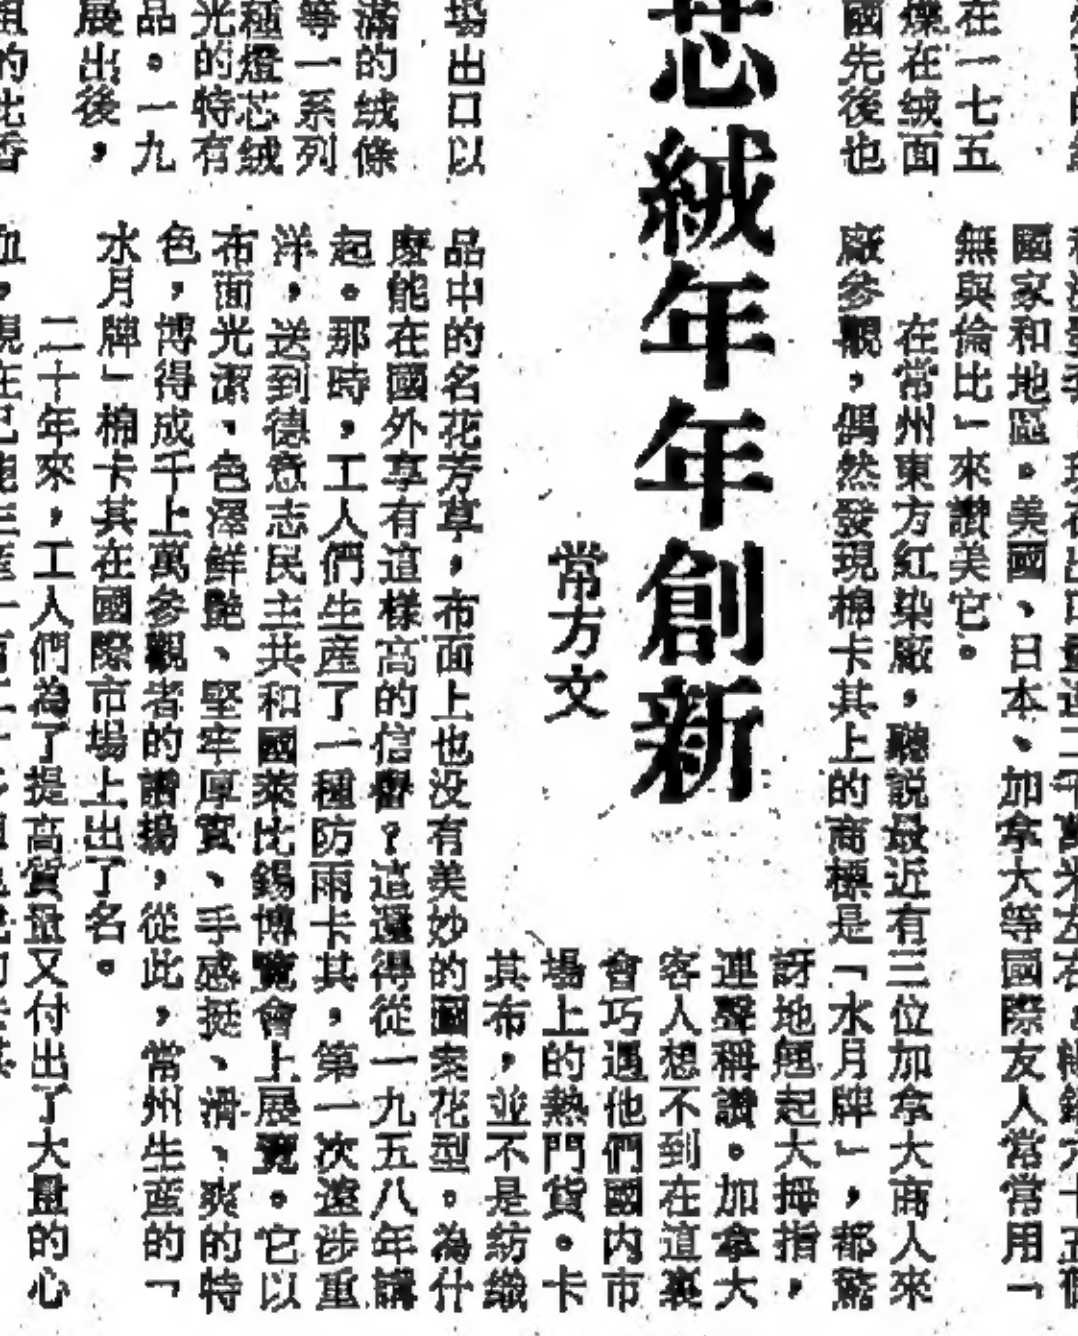 在一七五
爍在絨面
國先後也
芯絨年年創新
常方文
場出口以
滿的絨條
等一系列
種燈芯絨
光的特有
品。一九
展出後，
國家和地區。美國、日本、加拿大等國際友人常常用「
無與倫比」來讚美它。
在常州東方紅染廠，聽説最近有三位加拿大商人來
廠參觀，偶然發現棉卡其上的商標是「水月牌」，都驚
訝地翹起大拇指，
連聲稱讚。加拿大
客人想不到在這裏
會巧遇他們國内市
場上的熱門貨。卡
其布，並不是紡織
品中的名花芳草，布面上也没有美妙的圖案花型。為什
麽能在國外享有這樣高的信譽？這還得從一九五八年講
起。那時，工人們生産了一種防雨卡其，第一次遠涉重
洋，送到德意志民主共和國萊比錫博覽會上展覽。它以
布面光潔、色澤鮮艷、堅牢厚實、手感挺、滑、爽的特
色，博得成千上萬參觀者的讚揚，從此，常州生産的「
水月牌」棉卡其在國際市場上出了名。
二十年來，工人們為了提高質量又付出了大量的心